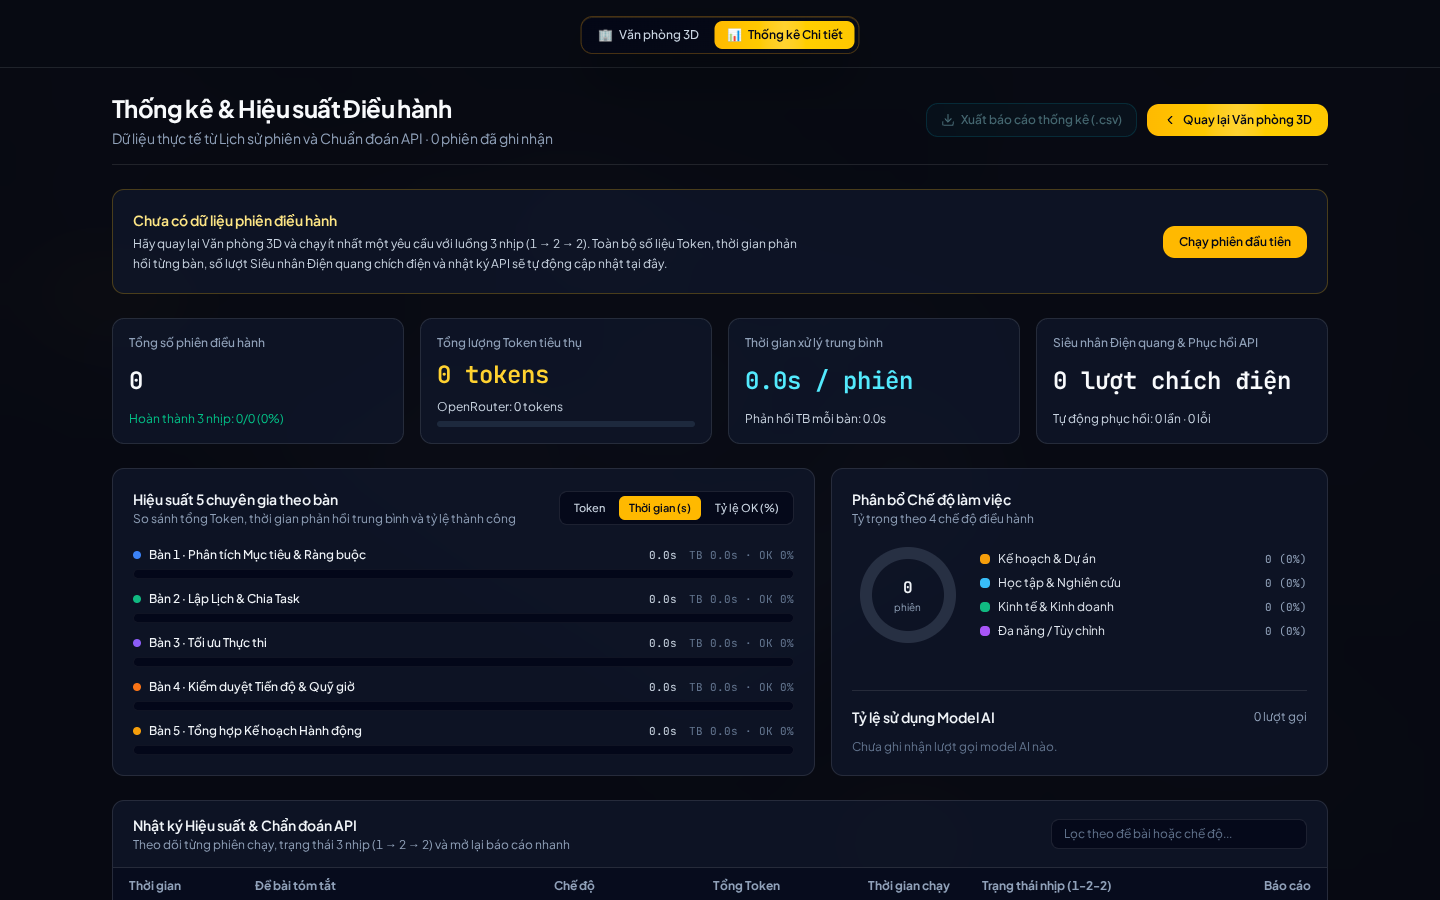 Văn phòng 3D
Thống kê Chi tiết
Thống kê & Hiệu suất Điều hành
Dữ liệu thực tế từ Lịch sử phiên và Chuẩn đoán API · 0 phiên đã ghi nhận
Xuất báo cáo thống kê (.csv)
Quay lại Văn phòng 3D
Chưa có dữ liệu phiên điều hành
Hãy quay lại Văn phòng 3D và chạy ít nhất một yêu cầu với luồng 3 nhịp (1 → 2 → 2). Toàn bộ số liệu Token, thời gian phản
hồi từng bàn, số lượt Siêu nhân Điện quang chích điện và nhật ký API sẽ tự động cập nhật tại đây.
Chạy phiên đầu tiên
Tổng số phiên điều hành
0
Hoàn thành 3 nhịp: 0/0 (0%)
Tổng lượng Token tiêu thụ
0 tokens
OpenRouter: 0 tokens
Thời gian xử lý trung bình
0.0s / phiên
Phản hồi TB mỗi bàn: 0.0s
Siêu nhân Điện quang & Phục hồi API
0 lượt chích điện
Tự động phục hồi: 0 lần · 0 lỗi
Hiệu suất 5 chuyên gia theo bàn
So sánh tổng Token, thời gian phản hồi trung bình và tỷ lệ thành công
Token
Thời gian (s)
Tỷ lệ OK (%)
Bàn 1 · Phân tích Mục tiêu & Ràng buộc 0.0s TB 0.0s · OK 0%
Bàn 2 · Lập Lịch & Chia Task 0.0s TB 0.0s · OK 0%
Bàn 3 · Tối ưu Thực thi 0.0s TB 0.0s · OK 0%
Bàn 4 · Kiểm duyệt Tiến độ & Quỹ giờ 0.0s TB 0.0s · OK 0%
Bàn 5 · Tổng hợp Kế hoạch Hành động 0.0s TB 0.0s · OK 0%
Phân bổ Chế độ làm việc
Tỷ trọng theo 4 chế độ điều hành
0
phiên
Kế hoạch & Dự án 0 (0%)
Học tập & Nghiên cứu 0 (0%)
Kinh tế & Kinh doanh 0 (0%)
Đa năng / Tùy chỉnh 0 (0%)
Tỷ lệ sử dụng Model AI 0 lượt gọi
Chưa ghi nhận lượt gọi model AI nào.
Nhật ký Hiệu suất & Chẩn đoán API
Theo dõi từng phiên chạy, trạng thái 3 nhịp (1 → 2 → 2) và mở lại báo cáo nhanh
Lọc theo đề bài hoặc chế độ...
Thời gian Đề bài tóm tắt Chế độ Tổng Token Thời gian chạy Trạng thái nhịp (1-2-2) Báo cáo